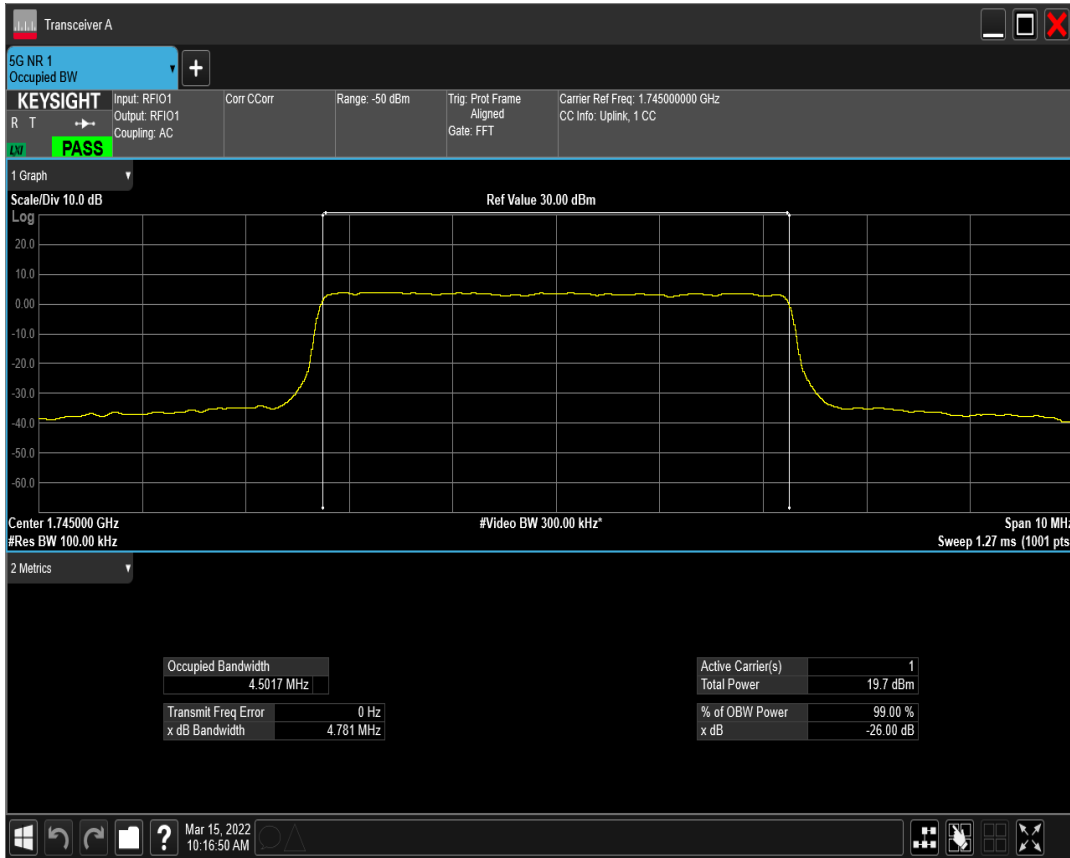 Transceiver A
5G NR 1
Occupied BW
KEYSIGHT
R T
LXI
PASS
Input: RFIO1
Output: RFIO1
Coupling: AC
Corr CCorr
Range: -50 dBm
Trig: Prot Frame
Aligned
Gate: FFT
Carrier Ref Freq: 1.745000000 GHz
CC Info: Uplink, 1 CC
1 Graph
Scale/Div 10.0 dB
Ref Value 30.00 dBm
Log
20.0
10.0
0.00
-10.0
-20.0
-30.0
-40.0
-50.0
-60.0
Center 1.745000 GHz
#Video BW 300.00 kHz*
Span 10 MHz
#Res BW 100.00 kHz
Sweep 1.27 ms (1001 pts
2 Metrics
Occupied Bandwidth
4.5017 MHz
Transmit Freq Error 0 Hz
x dB Bandwidth 4.781 MHz
Active Carrier(s) 1
Total Power 19.7 dBm
% of OBW Power 99.00 %
x dB -26.00 dB
?
Mar 15, 2022
10:16:50 AM